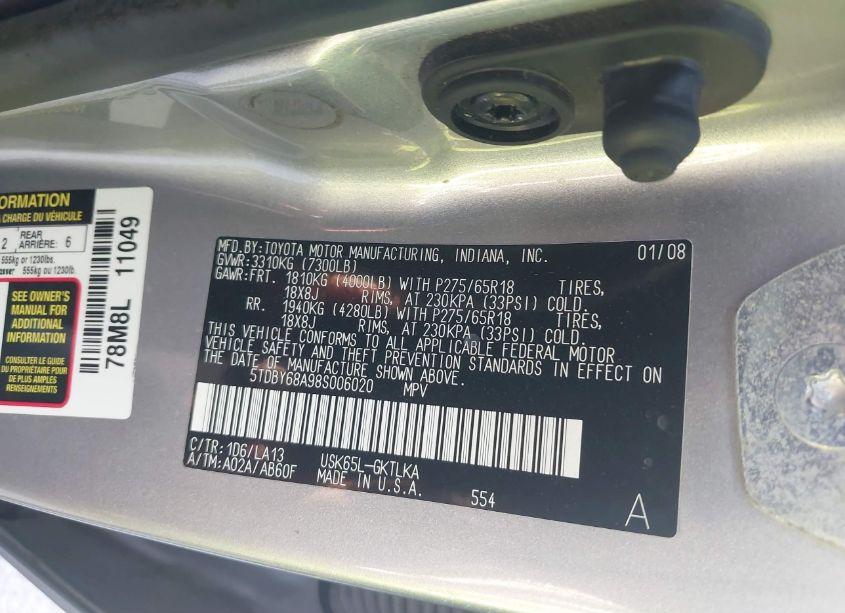 ORMATION
A CHARGE DU VÉHICULE
2 REAR ARRIÈRE: 6
555kg or 1230lbs.
555kg ou 1230lb.
SEE OWNER'S
MANUAL FOR
ADDITIONAL
INFORMATION
CONSULTER LE GUIDE
DU PROPRIÉTAIRE POUR
DE PLUS AMPLES
RENSEIGNEMENTS
78M8L 11049
MFD.BY:TOYOTA MOTOR MANUFACTURING, INDIANA, INC. 01/08
GVWR:3310KG (7300LB)
GAWR:FRT. 1810KG (4000LB) WITH P275/65R18 TIRES,
18X8J RIMS, AT 230KPA (33PSI) COLD.
RR. 1940KG (4280LB) WITH P275/65R18 TIRES,
18X8J RIMS, AT 230KPA (33PSI) COLD.
THIS VEHICLE CONFORMS TO ALL APPLICABLE FEDERAL MOTOR
VEHICLE SAFETY AND THEFT PREVENTION STANDARDS IN EFFECT ON
THE DATE OF MANUFACTURE SHOWN ABOVE.
5TDBY68A98S006020 MPV
C/TR:1D6/LA13 USK65L-GKTLKA
A/TM:A02A/AB60F MADE IN U.S.A. 554
A